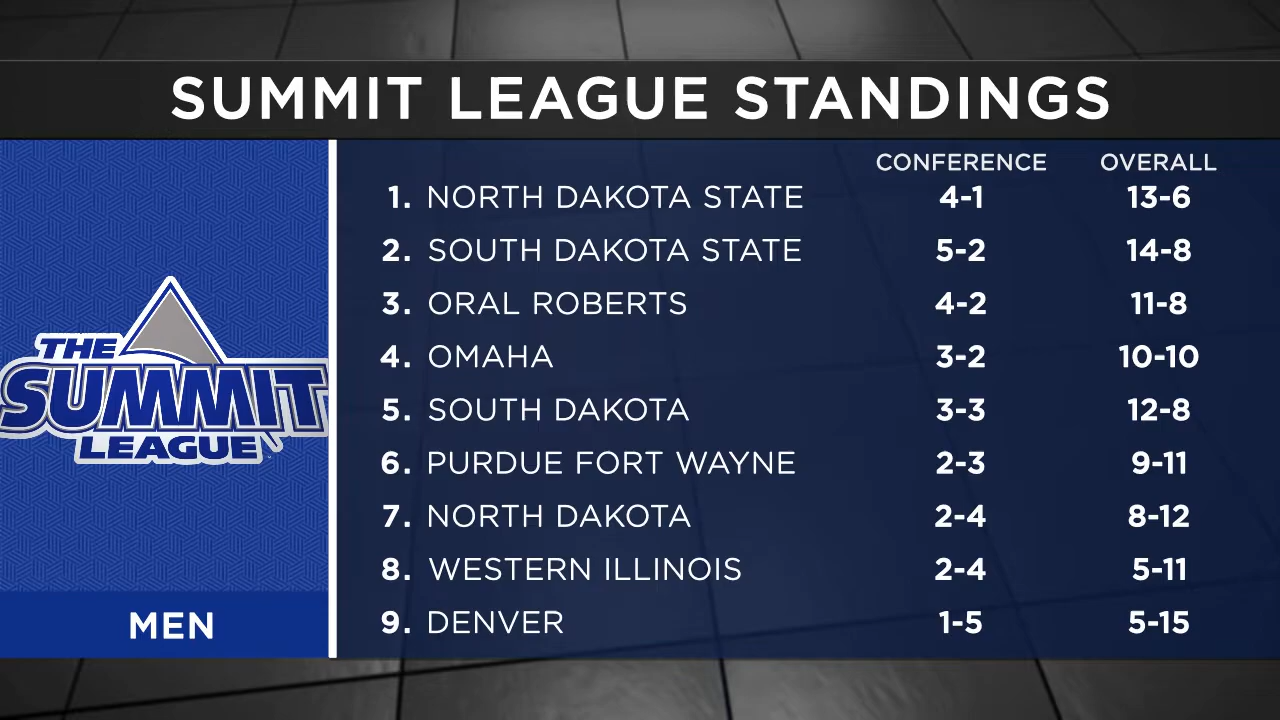 SUMMIT LEAGUE STANDINGS
CONFERENCE OVERALL
1. NORTH DAKOTA STATE 4-1 13-6
2. SOUTH DAKOTA STATE 5-2 14-8
3. ORAL ROBERTS 4-2 11-8
4. OMAHA 3-2 10-10
5. SOUTH DAKOTA 3-3 12-8
6. PURDUE FORT WAYNE 2-3 9-11
7. NORTH DAKOTA 2-4 8-12
8. WESTERN ILLINOIS 2-4 5-11
9. DENVER 1-5 5-15
THE
SUMMIT
LEAGUE
MEN